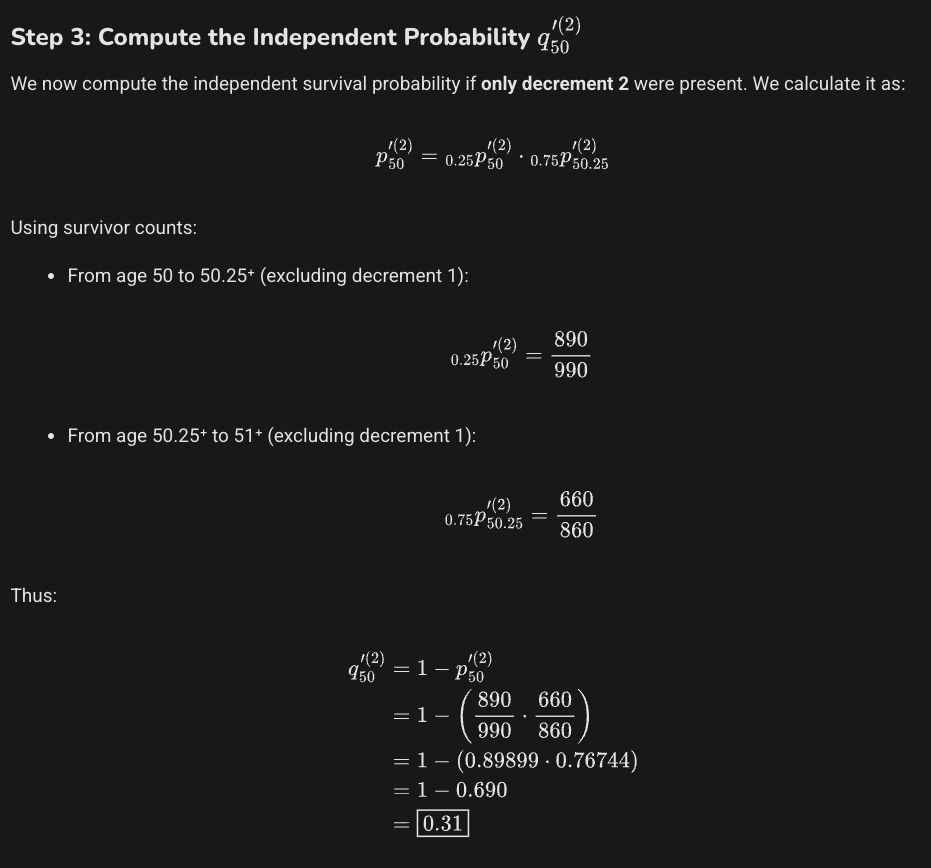 Step 3: Compute the Independent Probability $q_{50}^{\prime(2)}$
We now compute the independent survival probability if only decrement 2 were present. We calculate it as:
$p_{50}^{\prime(2)} = {}_{0.25}p_{50}^{\prime(2)} \cdot {}_{0.75}p_{50.25}^{\prime(2)}$
Using survivor counts:
• From age 50 to 50.25⁺ (excluding decrement 1):
${}_{0.25}p_{50}^{\prime(2)} = \frac{890}{990}$
• From age 50.25⁺ to 51⁺ (excluding decrement 1):
${}_{0.75}p_{50.25}^{\prime(2)} = \frac{660}{860}$
Thus:
$q_{50}^{\prime(2)} = 1 - p_{50}^{\prime(2)}$
$= 1 - \left(\frac{890}{990} \cdot \frac{660}{860}\right)$
$= 1 - (0.89899 \cdot 0.76744)$
$= 1 - 0.690$
$= \boxed{0.31}$